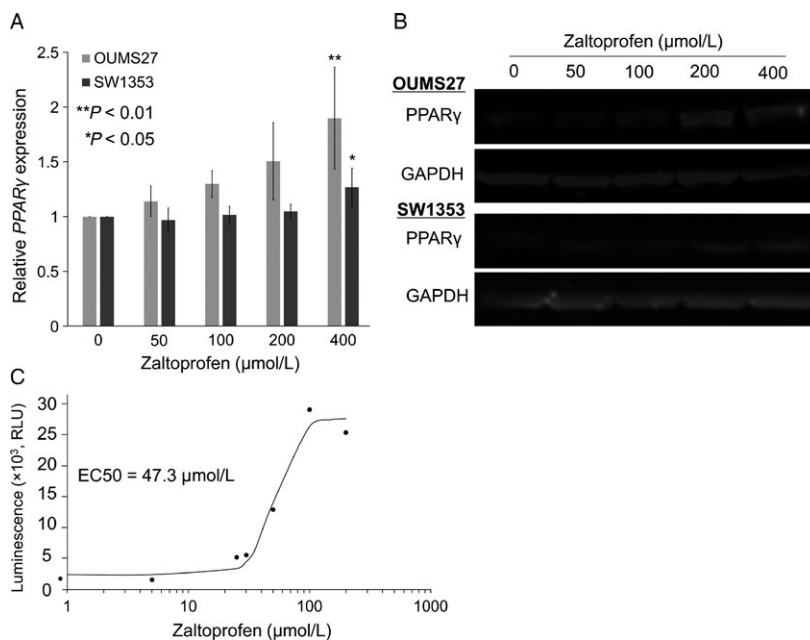 A
2.5
2
1.5
1
0.5
0
Relative PPARγ expression
OUMS27
SW1353
**P < 0.01
*P < 0.05
**
*
0 50 100 200 400
Zaltoprofen (μmol/L)
B
Zaltoprofen (μmol/L)
0 50 100 200 400
OUMS27
PPARγ
GAPDH
SW1353
PPARγ
GAPDH
C
30
25
20
15
10
5
0
Luminescence (×10³, RLU)
EC50 = 47.3 μmol/L
1 10 100 1000
Zaltoprofen (μmol/L)